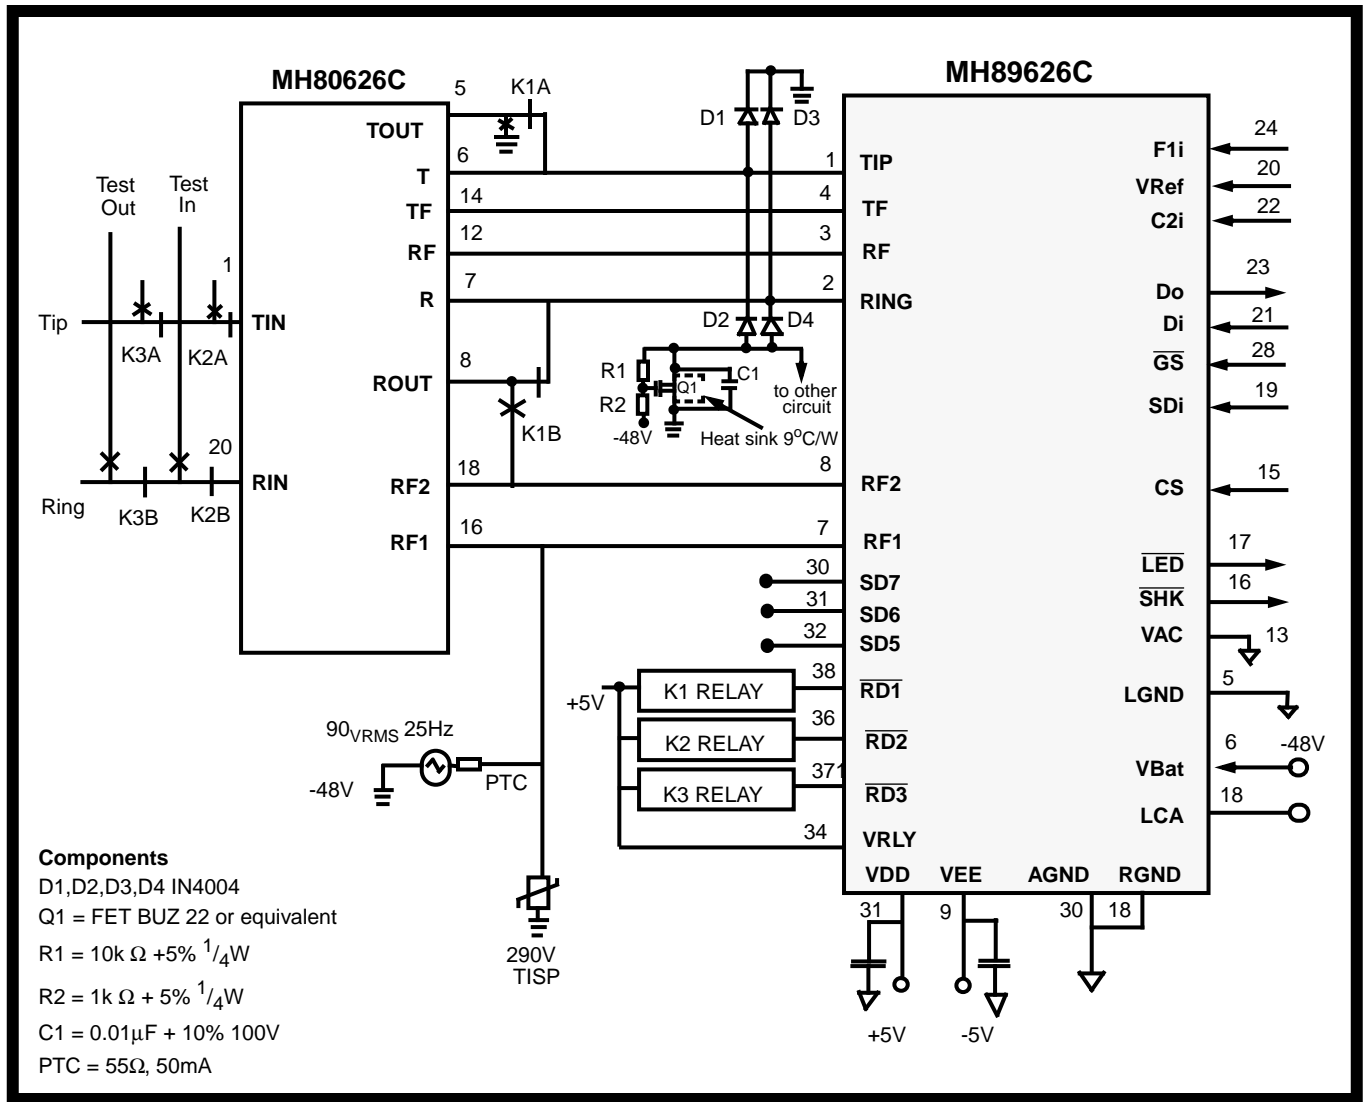 MH80626C
MH89626C
5
K1A
TOUT
6
T
14
TF
12
RF
7
R
8
ROUT
K1B
18
RF2
16
RF1
Test
Out
Test
In
1
Tip
TIN
K3A
K2A
20
Ring
RIN
K3B
K2B
D1
D3
D2
D4
R1
R2
Q1
C1
-48V
to other
circuit
Heat sink 9°C/W
1
TIP
4
TF
3
RF
2
RING
8
RF2
7
RF1
30
SD7
31
SD6
32
SD5
38
RD1
36
RD2
371
RD3
34
VRLY
+5V
K1 RELAY
K2 RELAY
K3 RELAY
F1i
24
VRef
20
C2i
22
Do
23
Di
21
GS
28
SDi
19
CS
15
LED
17
SHK
16
VAC
13
LGND
5
VBat
6
-48V
LCA
18
VDD
VEE
AGND
RGND
31
9
30
18
+5V
-5V
90VRMS 25Hz
-48V
PTC
290V
TISP
Components
D1,D2,D3,D4 IN4004
Q1 = FET BUZ 22 or equivalent
R1 = 10k Ω +5% 1/4W
R2 = 1k Ω + 5% 1/4W
C1 = 0.01µF + 10% 100V
PTC = 55Ω, 50mA